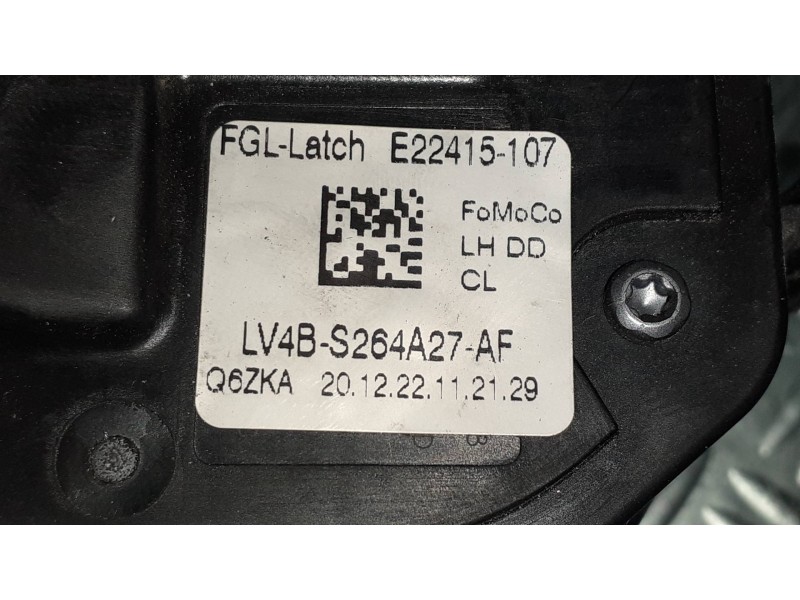 FGL-Latch E22415-107
FoMoCo
LH DD
CL
LV4B-S264A27-AF
Q6ZKA 20.12.22.11.21.29